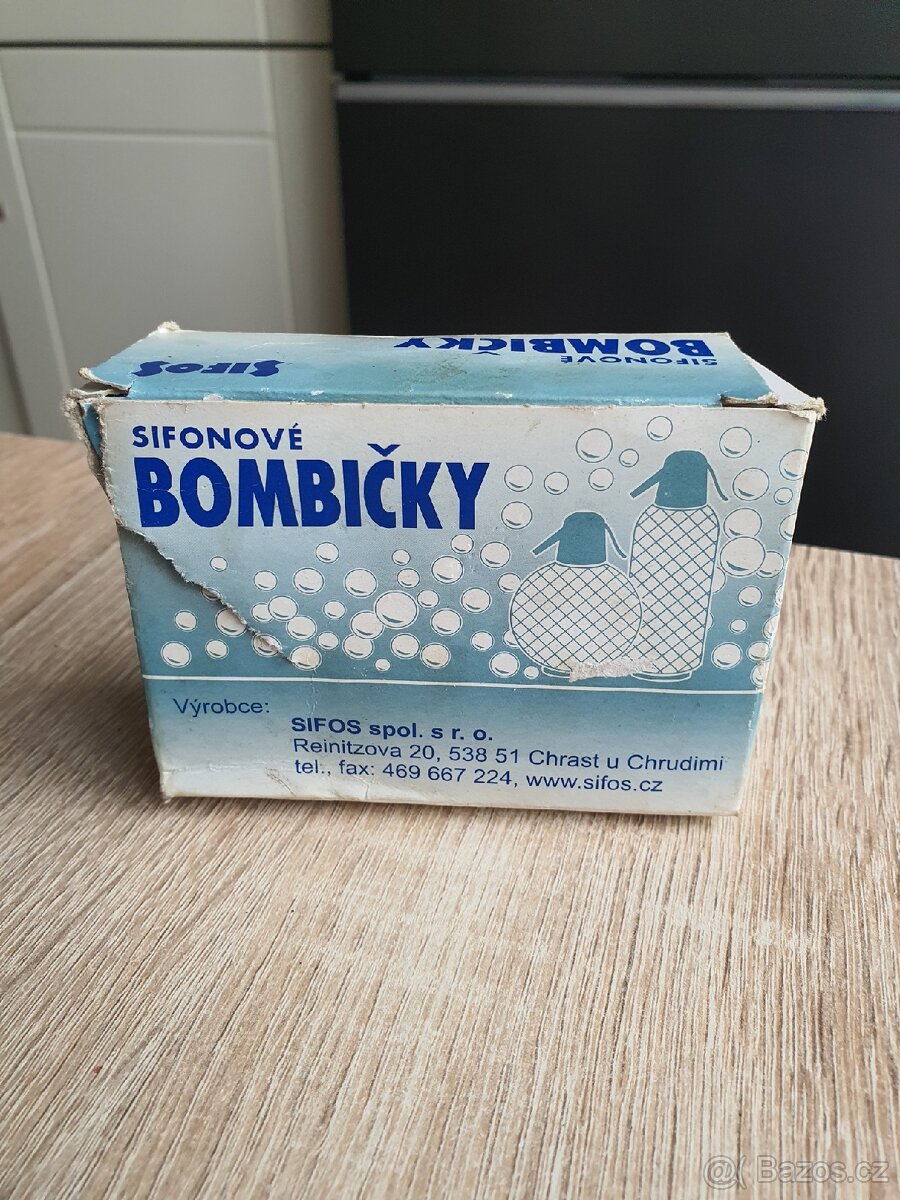 SIFOS
SIFONOVÉ
BOMBIČKY
SIFONOVÉ
BOMBIČKY
Výrobce:
SIFOS spol. s r. o.
Reinitzova 20, 538 51 Chrast u Chrudimi
tel., fax: 469 667 224, www.sifos.cz
@( Bazos.cz